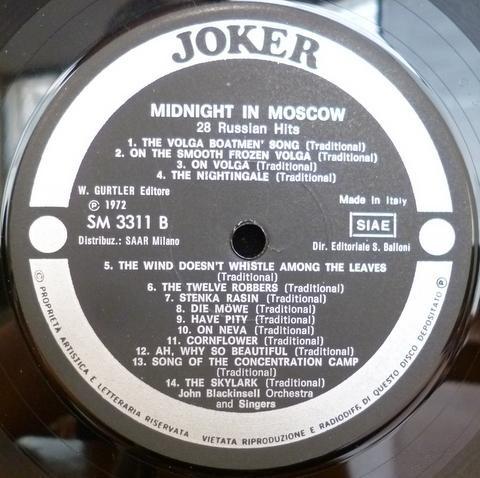 JOKER
MIDNIGHT IN MOSCOW
28 Russian Hits
1. THE VOLGA BOATMEN' SONG (Traditional)
2. ON THE SMOOTH FROZEN VOLGA (Traditional)
3. ON VOLGA (Traditional)
4. THE NIGHTINGALE (Traditional)
W. GURTLER Editore
Ⓟ 1972
SM 3311 B
Distribuz.: SAAR Milano
Made in Italy
SIAE
Dir. Editoriale S. Balloni
5. THE WIND DOESN'T WHISTLE AMONG THE LEAVES
(Traditional)
6. THE TWELVE ROBBERS (Traditional)
7. STENKA RASIN (Traditional)
8. DIE MÖWE (Traditional)
9. HAVE PITY (Traditional)
10. ON NEVA (Traditional)
11. CORNFLOWER (Traditional)
12. AH, WHY SO BEAUTIFUL (Traditional)
13. SONG OF THE CONCENTRATION CAMP
(Traditional)
14. THE SKYLARK (Traditional)
John Blackinsell Orchestra
and Singers
© PROPRIETA ARTISTICA E LETTERARIA RISERVATA VIETATA RIPRODUZIONE E RADIODIFF. DI QUESTO DISCO DEPOSITATO Ⓟ